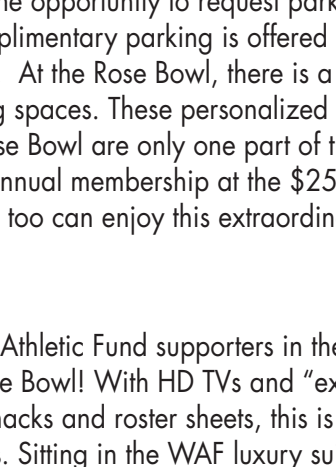 he opportunity to request park
plimentary parking is offered
At the Rose Bowl, there is a
g spaces. These personalized
se Bowl are only one part of t
nnual membership at the $25
too can enjoy this extraordin
Athletic Fund supporters in the
e Bowl! With HD TVs and “ex
nacks and roster sheets, this is
s. Sitting in the WAF luxury su